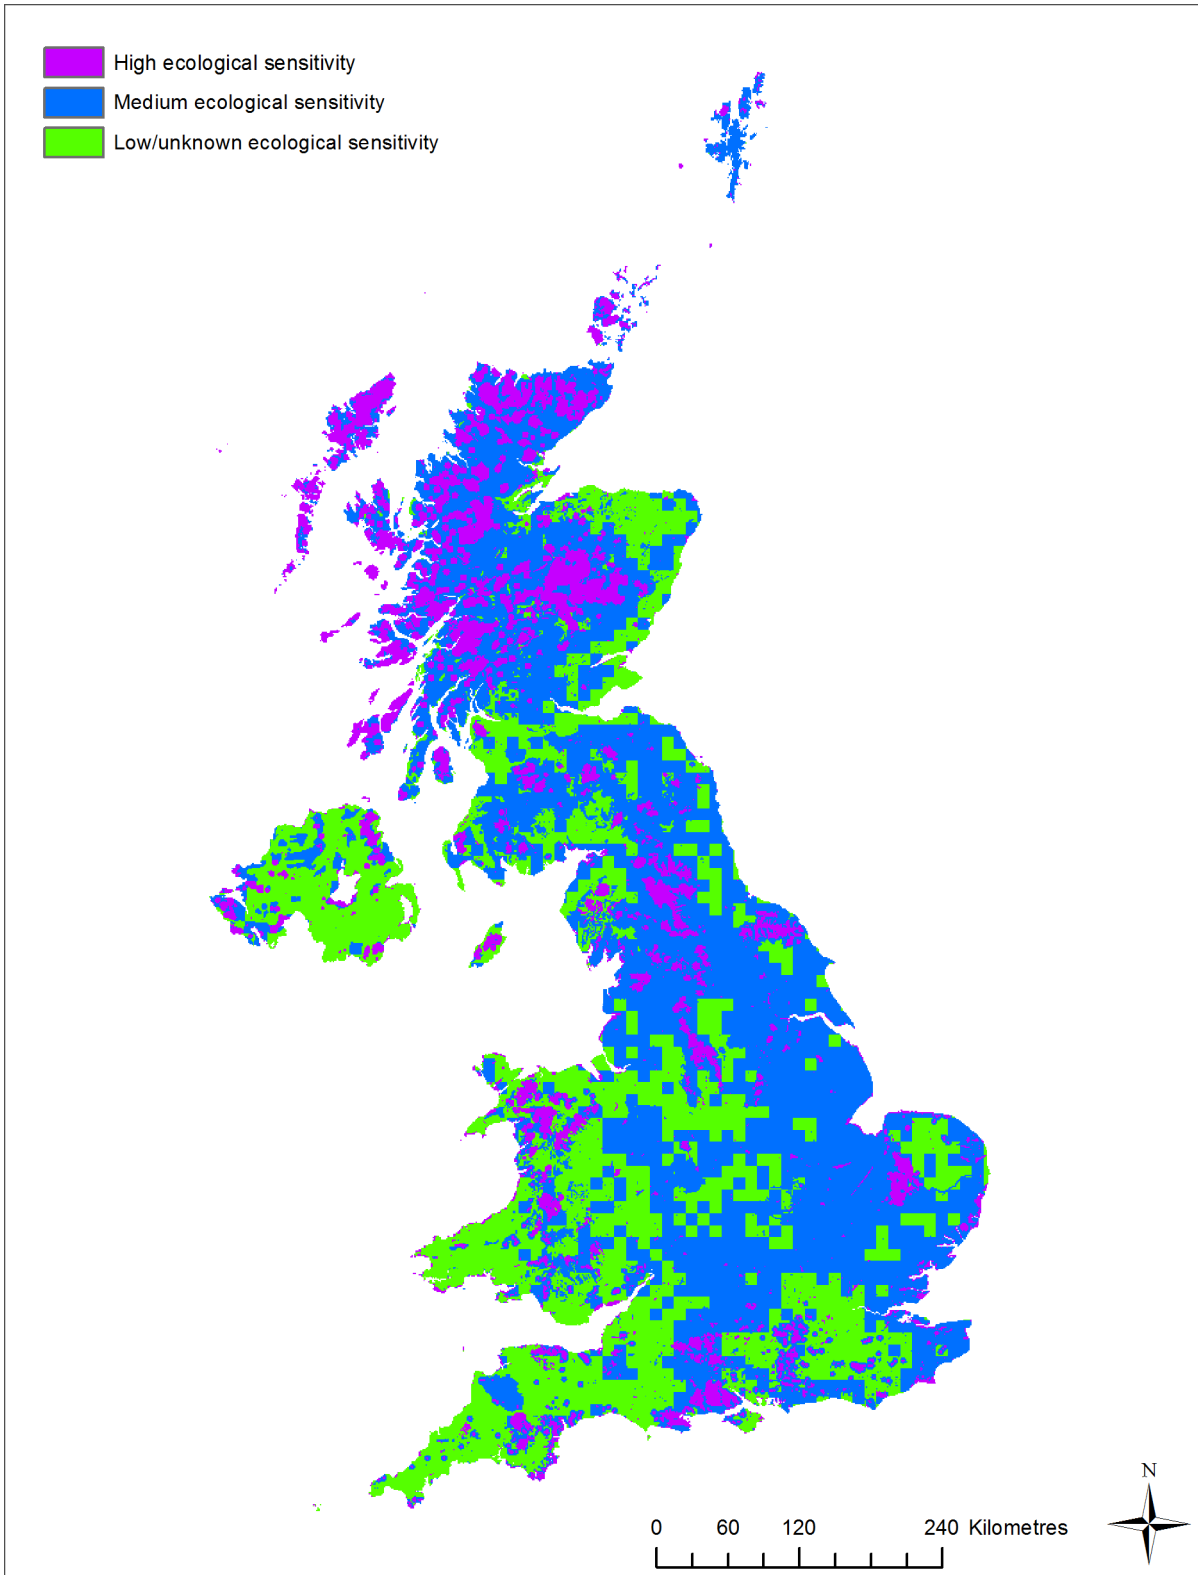 High ecological sensitivity
Medium ecological sensitivity
Low/unknown ecological sensitivity
N
0 60 120 240 Kilometres